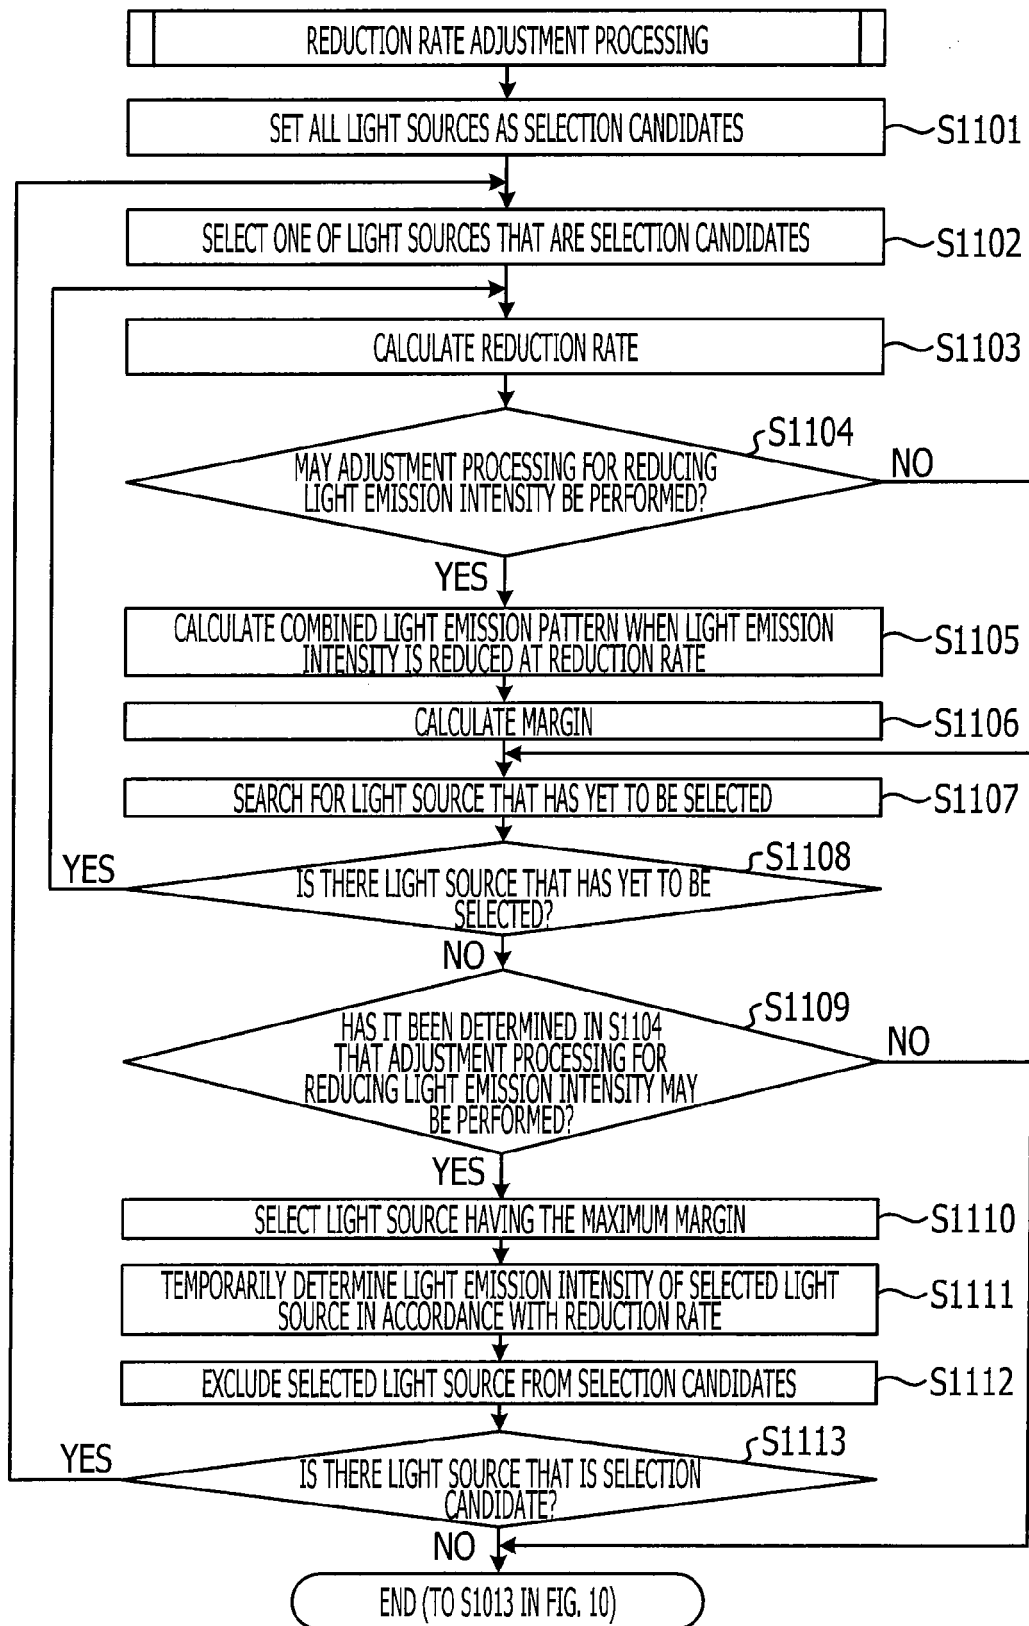 REDUCTION RATE ADJUSTMENT PROCESSING
SET ALL LIGHT SOURCES AS SELECTION CANDIDATES
S1101
SELECT ONE OF LIGHT SOURCES THAT ARE SELECTION CANDIDATES
S1102
CALCULATE REDUCTION RATE
S1103
S1104
MAY ADJUSTMENT PROCESSING FOR REDUCING
LIGHT EMISSION INTENSITY BE PERFORMED?
NO
YES
CALCULATE COMBINED LIGHT EMISSION PATTERN WHEN LIGHT EMISSION
INTENSITY IS REDUCED AT REDUCTION RATE
S1105
CALCULATE MARGIN
S1106
SEARCH FOR LIGHT SOURCE THAT HAS YET TO BE SELECTED
S1107
S1108
YES
IS THERE LIGHT SOURCE THAT HAS YET TO BE
SELECTED?
NO
S1109
HAS IT BEEN DETERMINED IN S1104
THAT ADJUSTMENT PROCESSING FOR
REDUCING LIGHT EMISSION INTENSITY MAY
BE PERFORMED?
NO
YES
SELECT LIGHT SOURCE HAVING THE MAXIMUM MARGIN
S1110
TEMPORARILY DETERMINE LIGHT EMISSION INTENSITY OF SELECTED LIGHT
SOURCE IN ACCORDANCE WITH REDUCTION RATE
S1111
EXCLUDE SELECTED LIGHT SOURCE FROM SELECTION CANDIDATES
S1112
S1113
YES
IS THERE LIGHT SOURCE THAT IS SELECTION
CANDIDATE?
NO
END (TO S1013 IN FIG. 10)